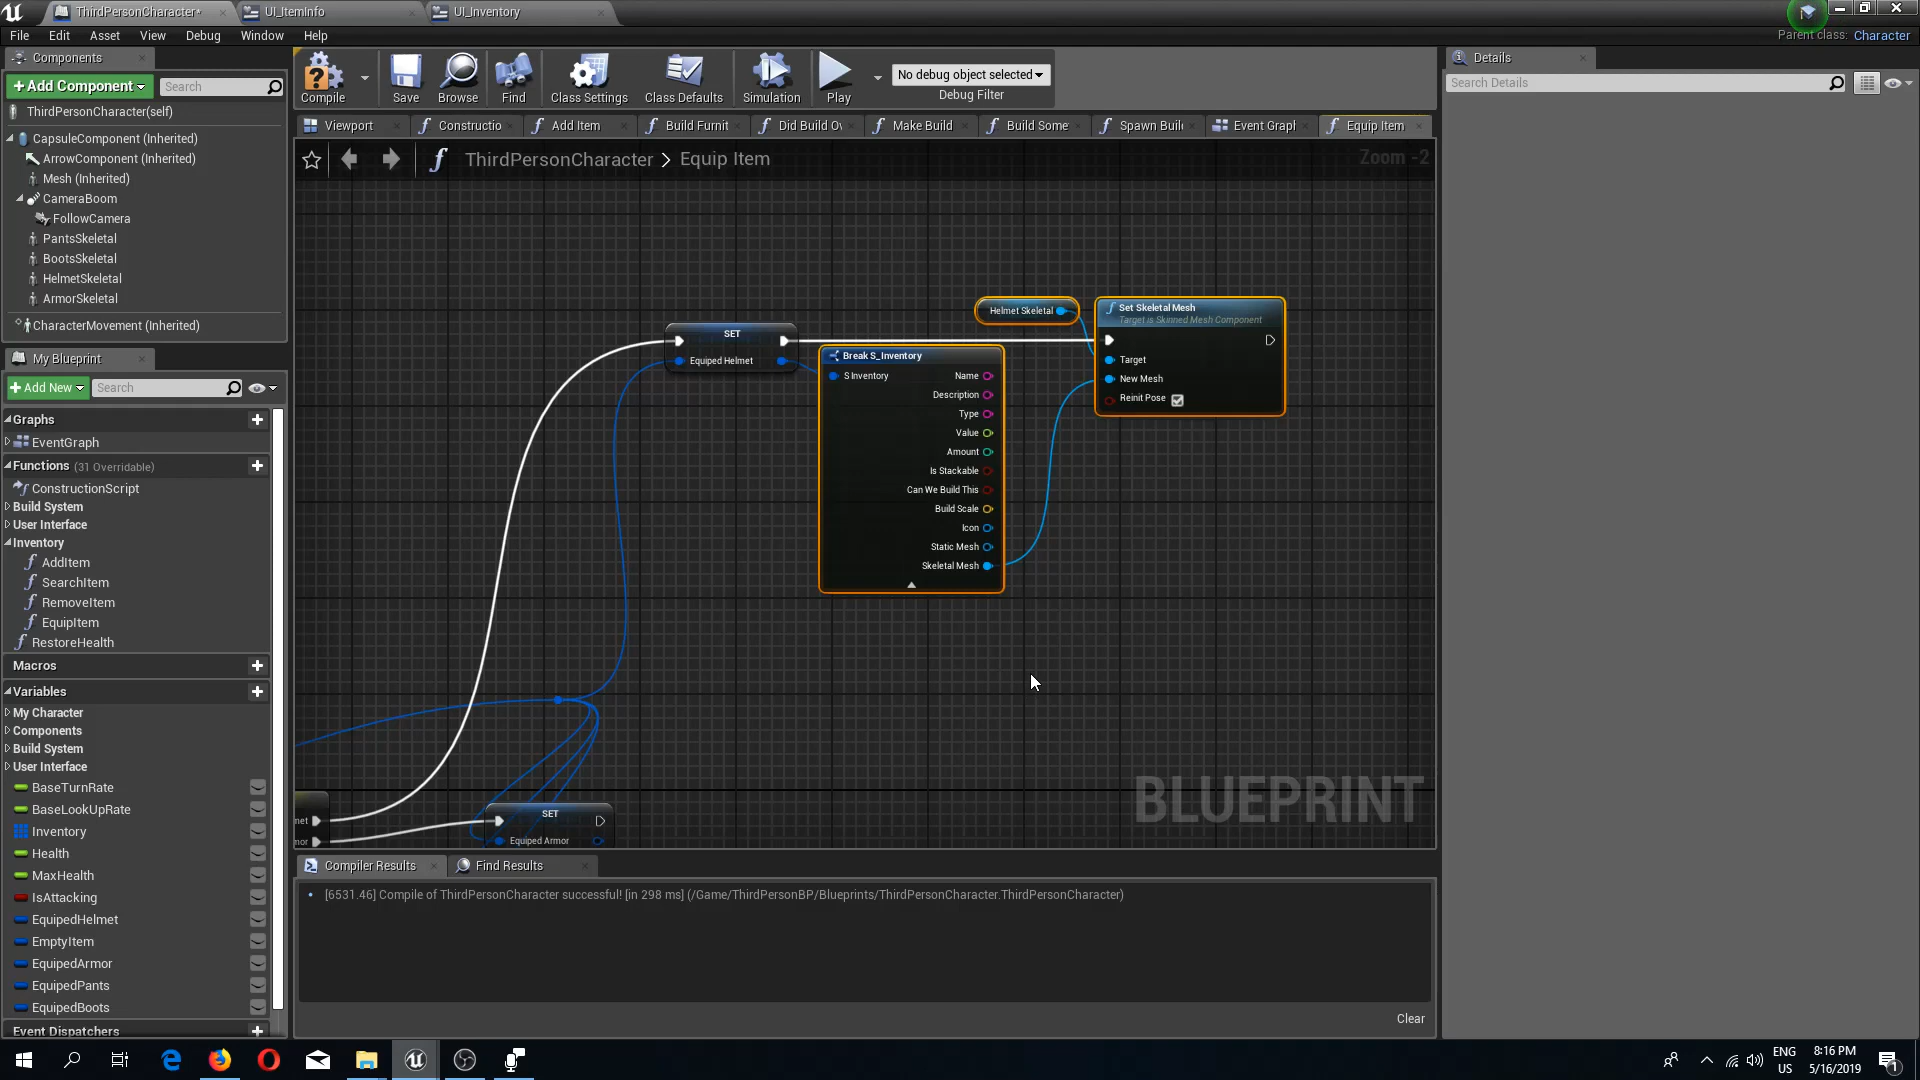 ThirdPersonCharacter*
UI_ItemInfo
UI_Inventory
File Edit Asset View Debug Window Help
Parent class: Character
Components
+Add Component
Search
ThirdPersonCharacter(self)
CapsuleComponent (Inherited)
ArrowComponent (Inherited)
Mesh (Inherited)
CameraBoom
FollowCamera
PantsSkeletal
BootsSkeletal
HelmetSkeletal
ArmorSkeletal
CharacterMovement (Inherited)
My Blueprint
+Add New
Search
Graphs
EventGraph
Functions (31 Overridable)
ConstructionScript
Build System
User Interface
Inventory
AddItem
SearchItem
RemoveItem
EquipItem
RestoreHealth
Macros
Variables
My Character
Components
Build System
User Interface
BaseTurnRate
BaseLookUpRate
Inventory
Health
MaxHealth
IsAttacking
EquipedHelmet
EmptyItem
EquipedArmor
EquipedPants
EquipedBoots
Event Dispatchers
Compile Save Browse Find Class Settings Class Defaults Simulation Play
No debug object selected
Debug Filter
Viewport Constructio Add Item Build Furnit Did Build Ov Make Build Build Some Spawn Buil Event Graph Equip Item
ThirdPersonCharacter > Equip Item
Zoom -2
SET
Equiped Helmet
Break S_Inventory
S Inventory
Name
Description
Type
Value
Amount
Is Stackable
Can We Build This
Build Scale
Icon
Static Mesh
Skeletal Mesh
Helmet Skeletal
Set Skeletal Mesh
Target is Skinned Mesh Component
Target
New Mesh
Reinit Pose
met
mor
SET
Equiped Armor
BLUEPRINT
Compiler Results
Find Results
[6531.46] Compile of ThirdPersonCharacter successful! [in 298 ms] (/Game/ThirdPersonBP/Blueprints/ThirdPersonCharacter.ThirdPersonCharacter)
Clear
Details
Search Details
ENG
US
8:16 PM
5/16/2019
1